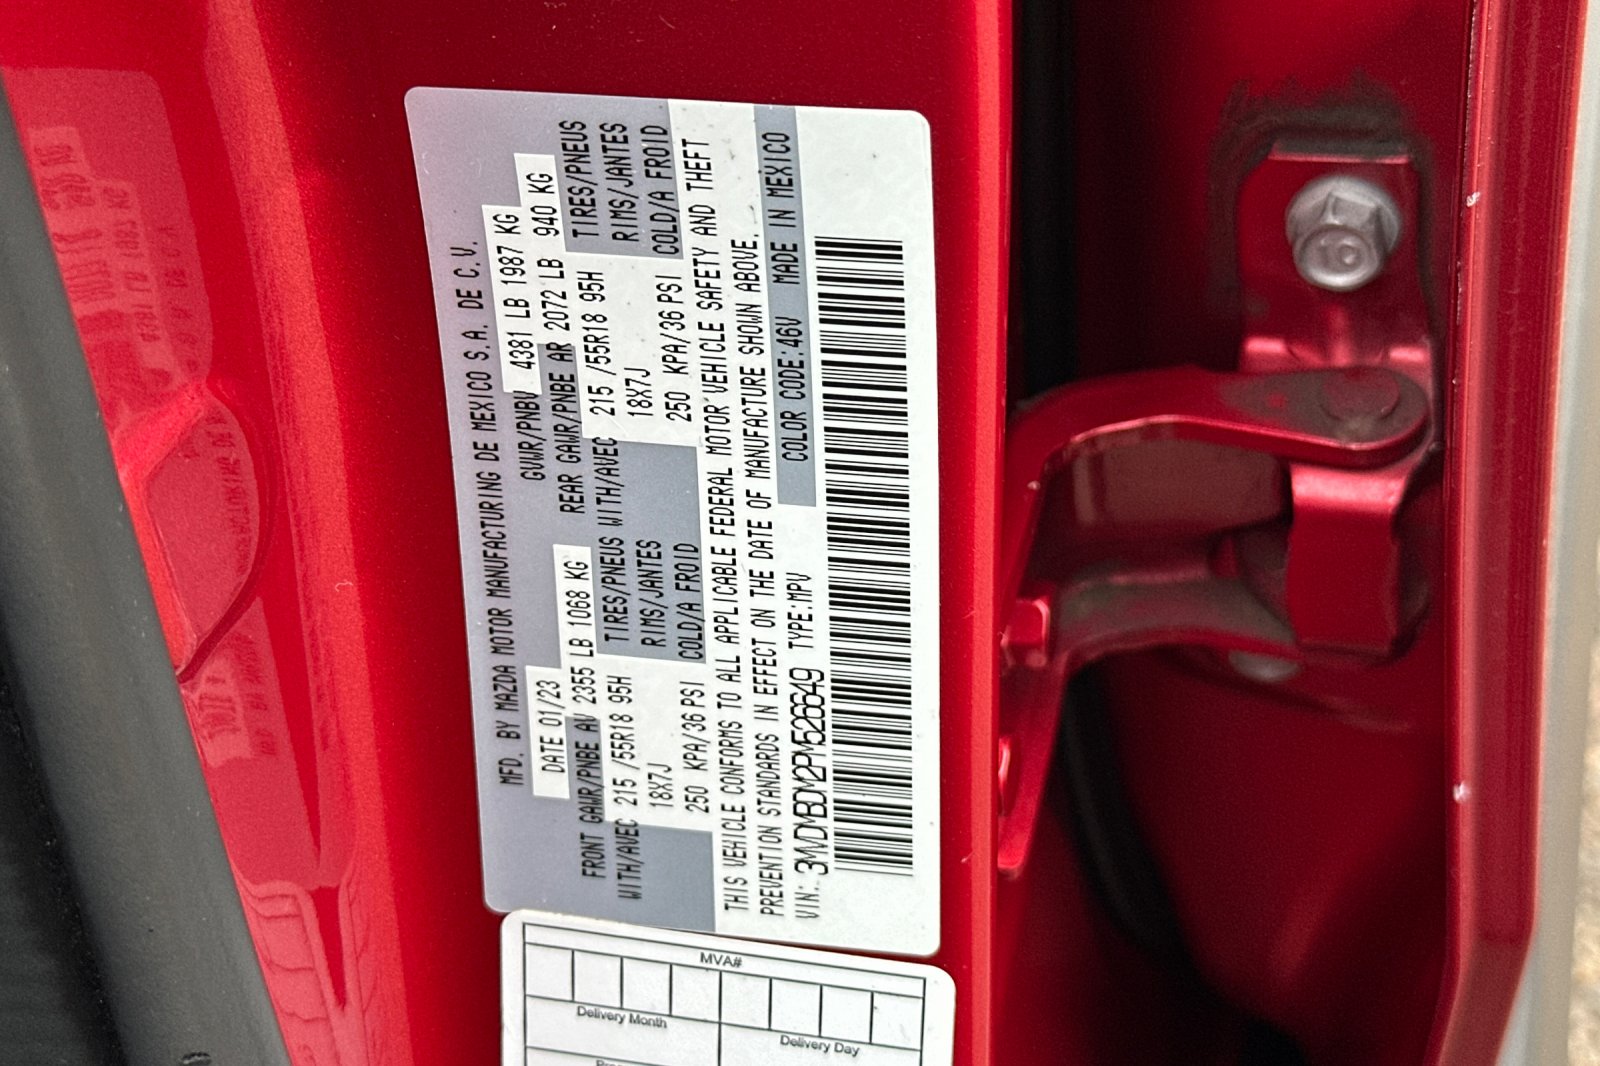 MFD. BY MAZDA MOTOR MANUFACTURING DE MEXICO S.A. DE C.V.
DATE 01/23 GVWR/PNBV 4381 LB 1987 KG
FRONT GAWR/PNBE AV 2355 LB 1068 KG REAR GAWR/PNBE AR 2072 LB 940 KG
WITH/AVEC 215 /55R18 95H TIRES/PNEUS WITH/AVEC 215 /55R18 95H TIRES/PNEUS
18X7J RIMS/JANTES 18X7J RIMS/JANTES
250 KPA/36 PSI COLD/A FROID 250 KPA/36 PSI COLD/A FROID
THIS VEHICLE CONFORMS TO ALL APPLICABLE FEDERAL MOTOR VEHICLE SAFETY AND THEFT
PREVENTION STANDARDS IN EFFECT ON THE DATE OF MANUFACTURE SHOWN ABOVE.
VIN: 3MVDMBDM2PM526649 TYPE:MPV COLOR CODE:46V MADE IN MEXICO
MVA#
Delivery Month
Delivery Day